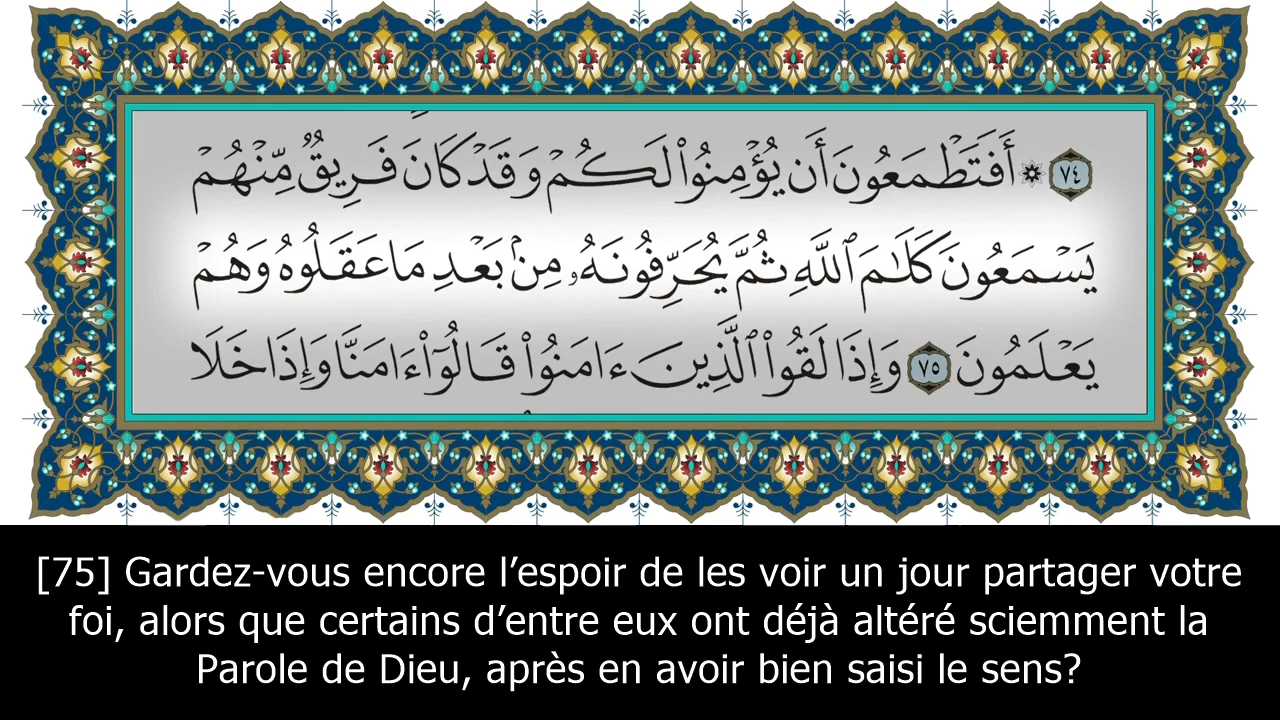 ٧٤ ۞ أَفَتَطْمَعُونَ أَن يُؤْمِنُوا۟ لَكُمْ وَقَدْ كَانَ فَرِيقٌ مِّنْهُمْ
يَسْمَعُونَ كَلَـٰمَ ٱللَّهِ ثُمَّ يُحَرِّفُونَهُۥ مِنۢ بَعْدِ مَا عَقَلُوهُ وَهُمْ
يَعْلَمُونَ ٧٥ وَإِذَا لَقُوا۟ ٱلَّذِينَ ءَامَنُوا۟ قَالُوٓا۟ ءَامَنَّا وَإِذَا خَلَا
[75] Gardez-vous encore l’espoir de les voir un jour partager votre
foi, alors que certains d’entre eux ont déjà altéré sciemment la
Parole de Dieu, après en avoir bien saisi le sens?